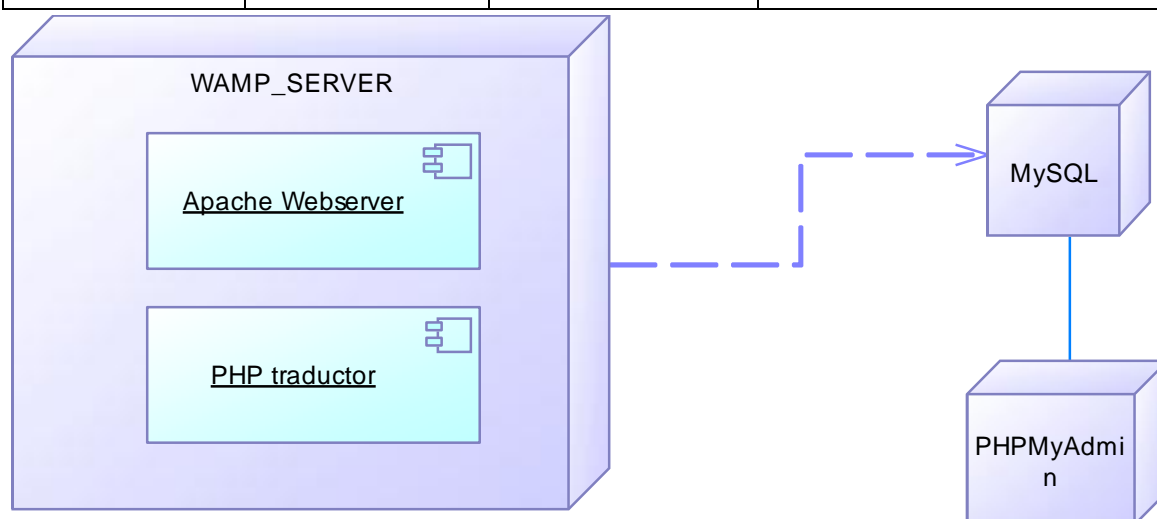 WAMP_SERVER
Apache Webserver
MySQL
PHP traductor
PHPMyAdmi
n